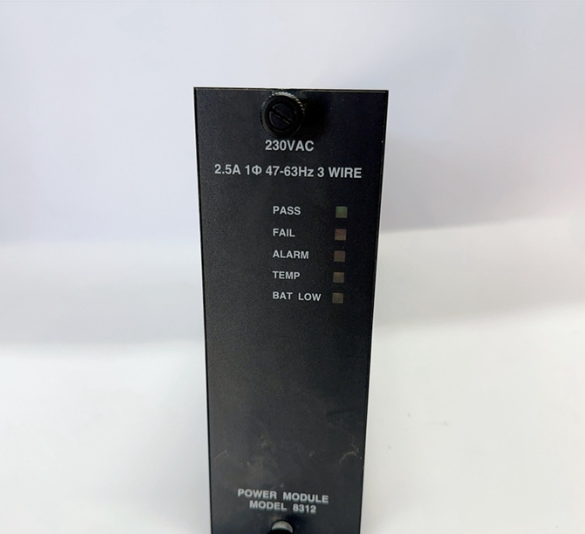 230VAC
2.5A 1Φ 47-63Hz 3 WIRE
PASS
FAIL
ALARM
TEMP
BAT LOW
POWER MODULE
MODEL 8312